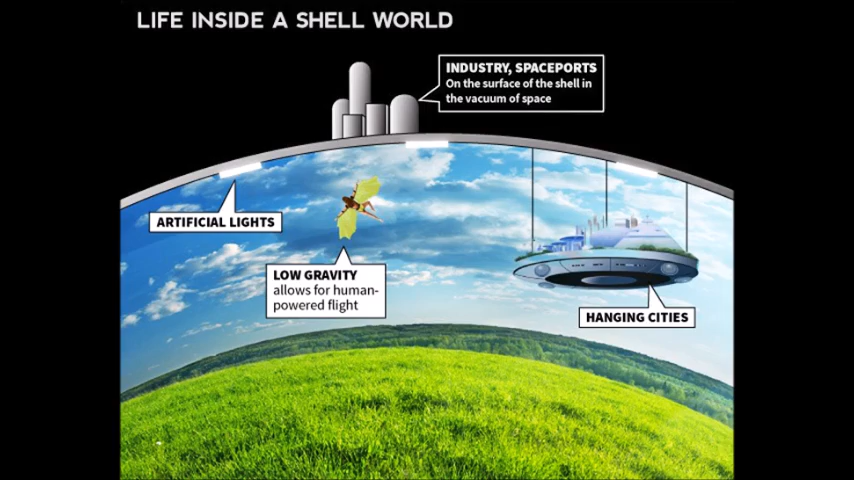 LIFE INSIDE A SHELL WORLD
INDUSTRY, SPACEPORTS
On the surface of the shell in
the vacuum of space
ARTIFICIAL LIGHTS
LOW GRAVITY
allows for human-
powered flight
HANGING CITIES